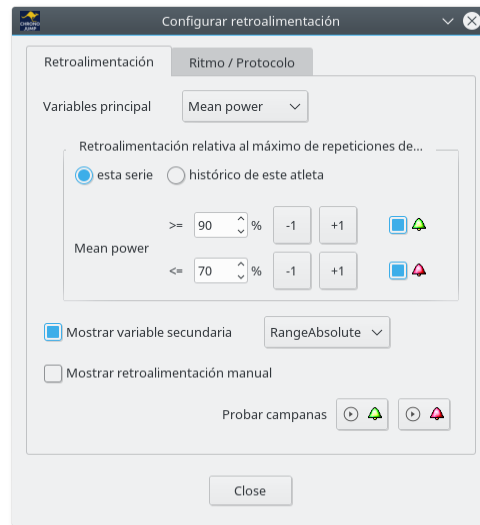 CHRONO
JUMP
Configurar retroalimentación
Retroalimentación
Ritmo / Protocolo
Variables principal
Mean power
Retroalimentación relativa al máximo de repeticiones de...
esta serie
histórico de este atleta
>= 90 % -1 +1
Mean power
<= 70 % -1 +1
Mostrar variable secundaria
RangeAbsolute
Mostrar retroalimentación manual
Probar campanas
Close